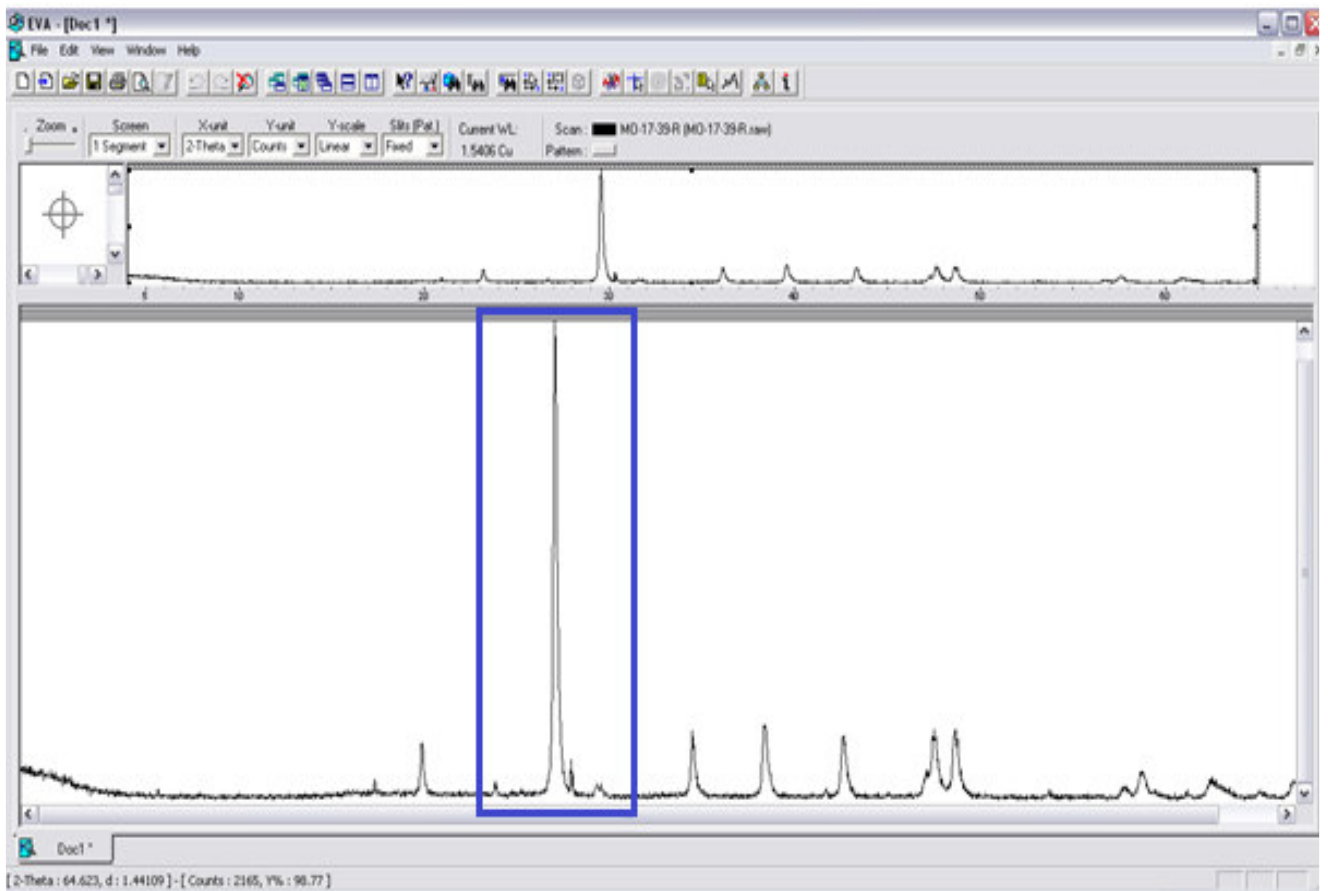 EVA - [Doc1 *]
File Edit View Window Help
Zoom Screen X-unit Y-unit Y-scale Slits (Pat.) Current WL: Scan : MO-17-39-R (MO-17-39-R.raw)
1 Segment 2-Theta Counts Linear Fixed 1.5406 Cu Pattern :
5 10 20 30 40 50 60
Doc1 *
[ 2-Theta : 64.623, d : 1.44109 ] - [ Counts : 2165, Y% : 98.77 ]